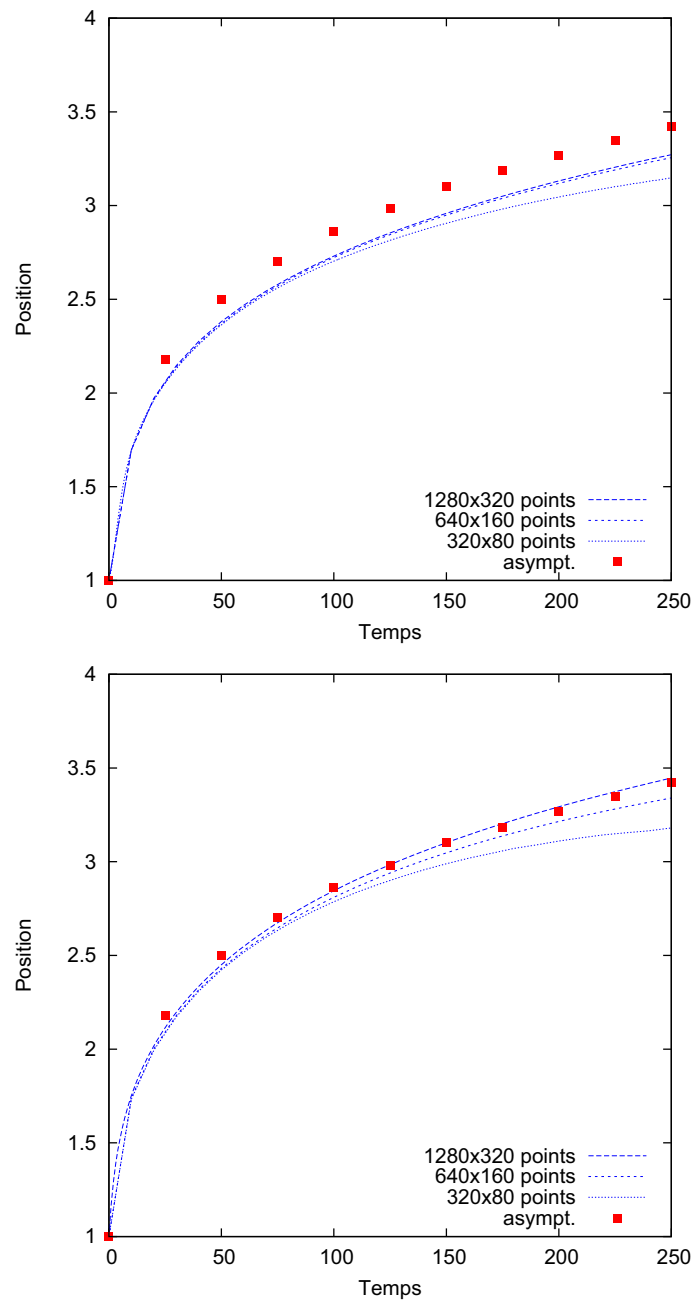 4
3.5
3
2.5
2
1.5
1
Position
1280x320 points
640x160 points
320x80 points
asympt.
0 50 100 150 200 250
Temps
4
3.5
3
2.5
2
1.5
1
Position
1280x320 points
640x160 points
320x80 points
asympt.
0 50 100 150 200 250
Temps